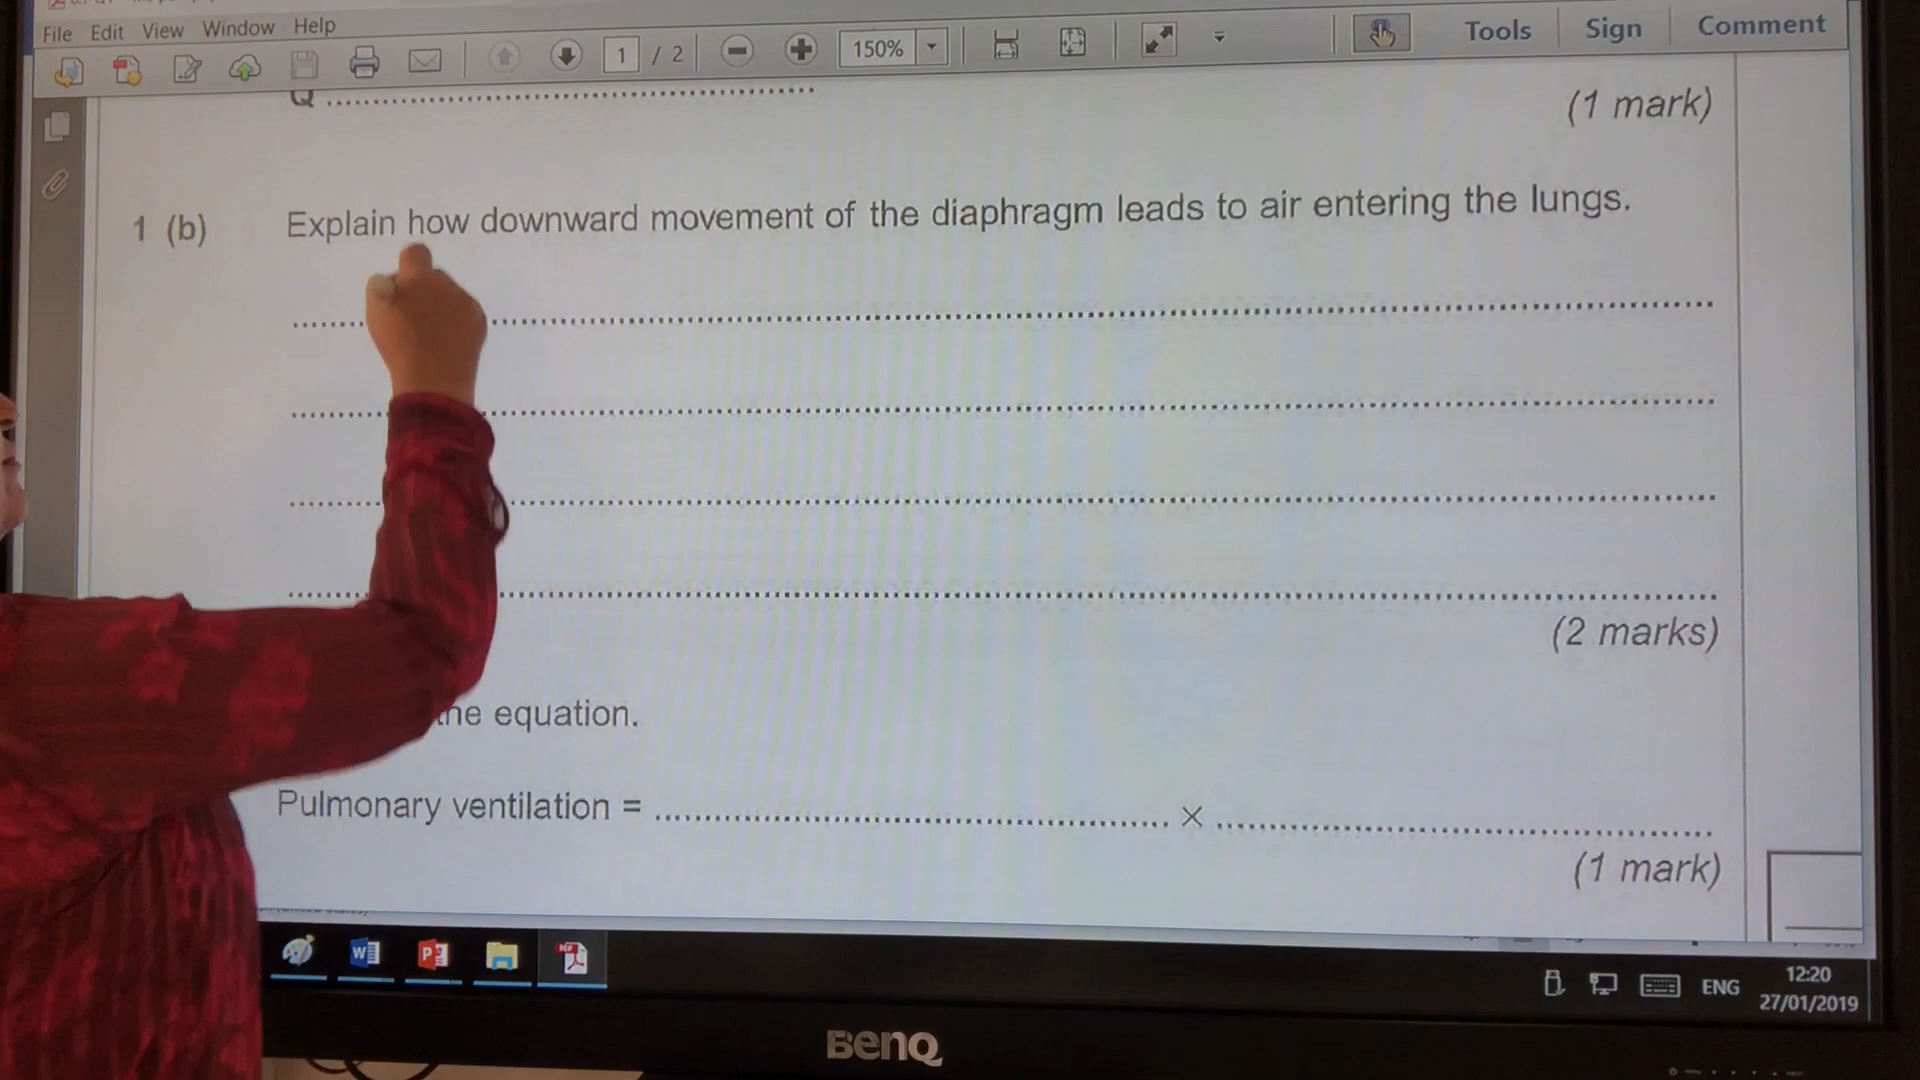 File Edit View Window Help
1 / 2 150% Tools Sign Comment
Q ....................
(1 mark)
1 (b) Explain how downward movement of the diaphragm leads to air entering the lungs.
(2 marks)
the equation.
Pulmonary ventilation = .................... × ....................
(1 mark)
ENG 12:20
27/01/2019
BenQ